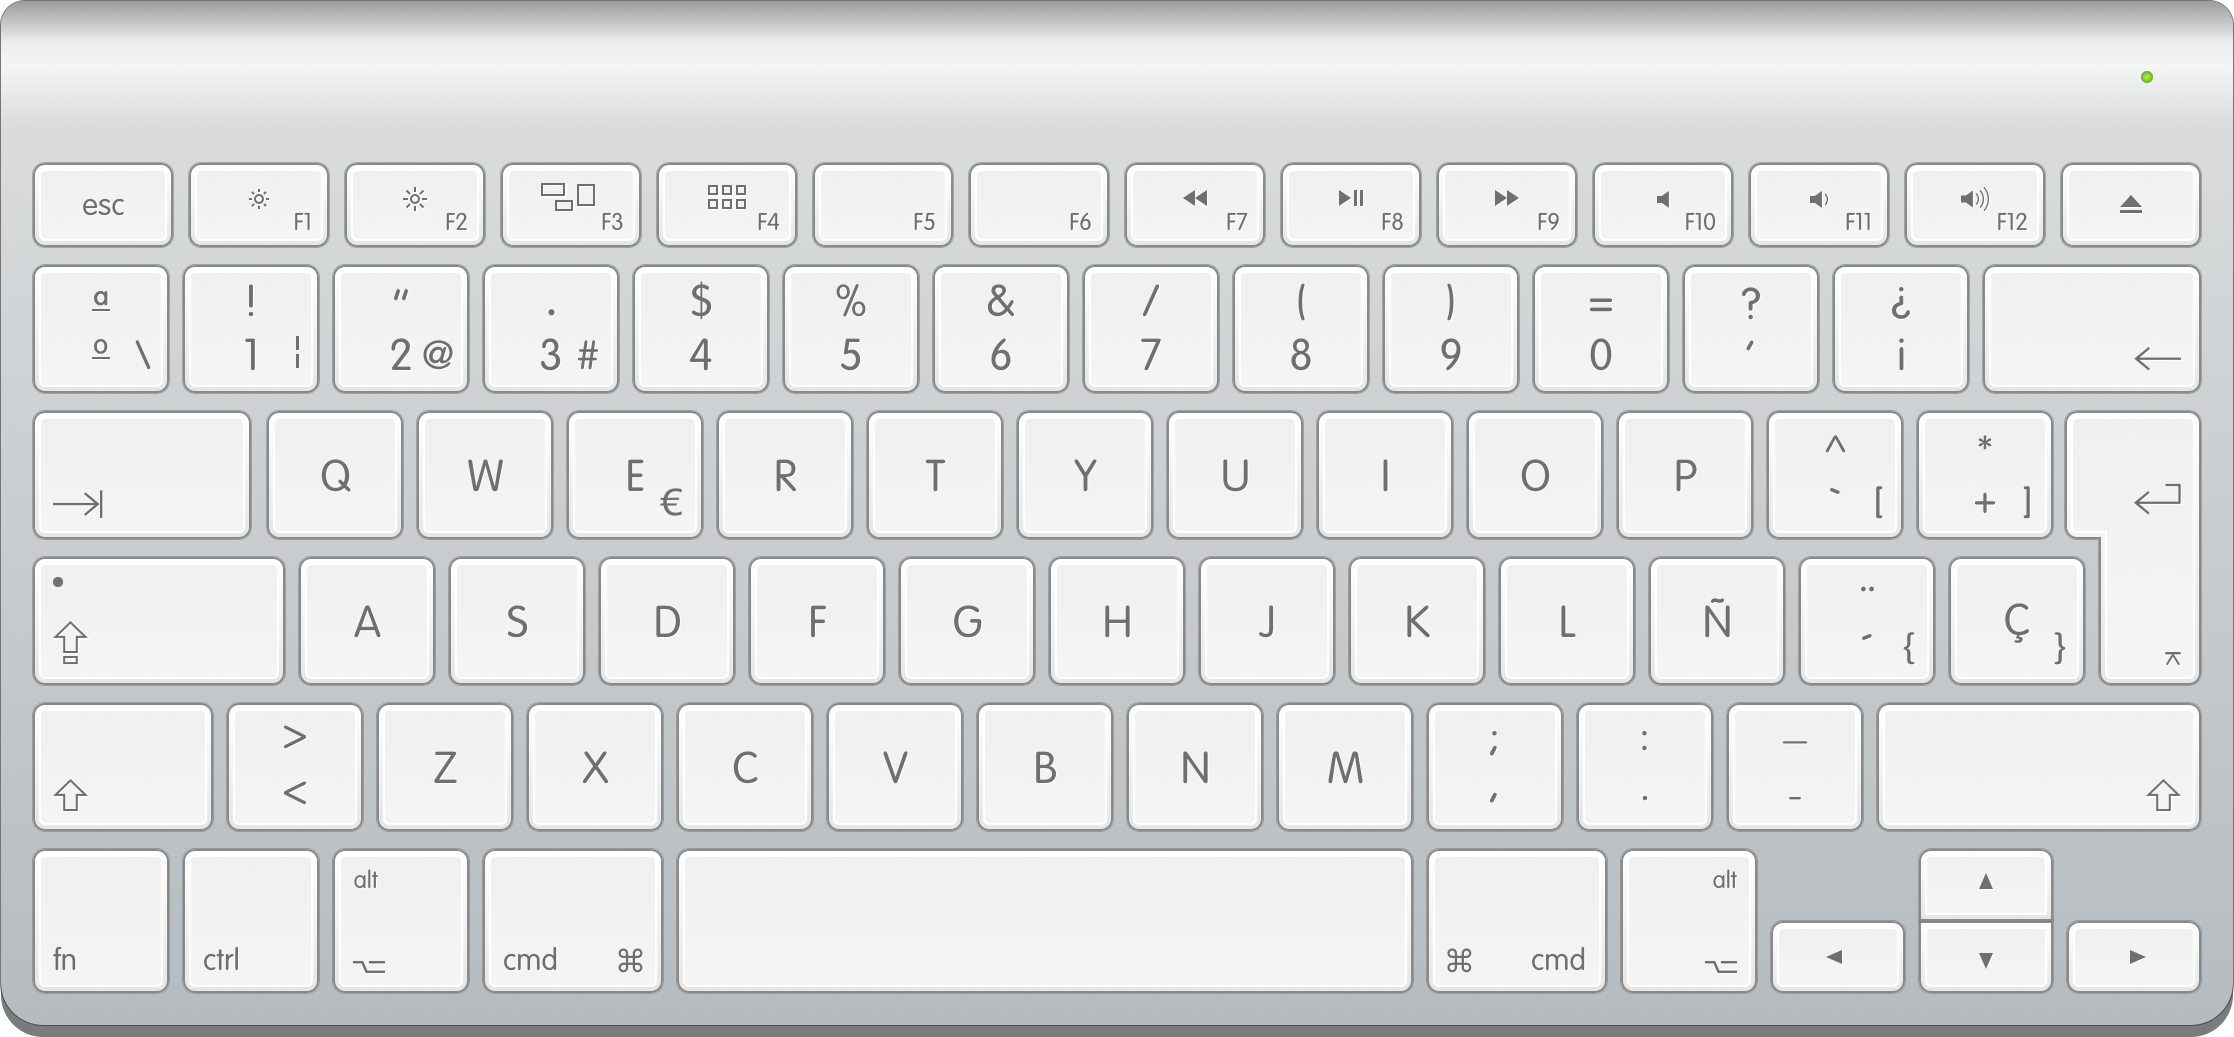 esc F1 F2 F3 F4 F5 F6 F7 F8 F9 F10 F11 F12
ª ! " . $ % & / ( ) = ? ¿
º \ 1 ¦ 2 @ 3 # 4 5 6 7 8 9 0 ' ¡
Q W E € R T Y U I O P ^ ` [ * + ]
A S D F G H J K L Ñ ¨ ´ { Ç }
> < Z X C V B N M ; , : . _ -
alt alt
fn ctrl ⌥ cmd ⌘ ⌘ cmd ⌥